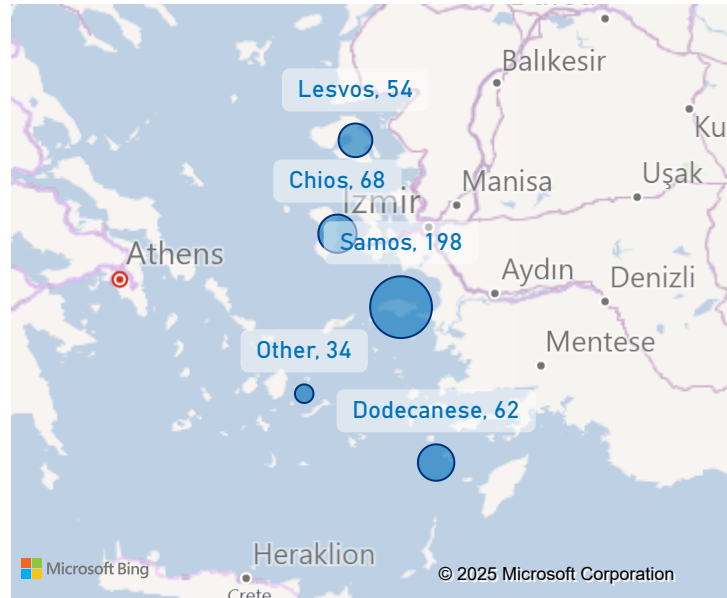 Balıkesir
Lesvos, 54
Ku
Chios, 68
Manisa
Uşak
İzmir
Samos, 198
Athens
Aydın
Denizli
Mentese
Other, 34
Dodecanese, 62
Heraklion
Microsoft Bing
© 2025 Microsoft Corporation
Crete